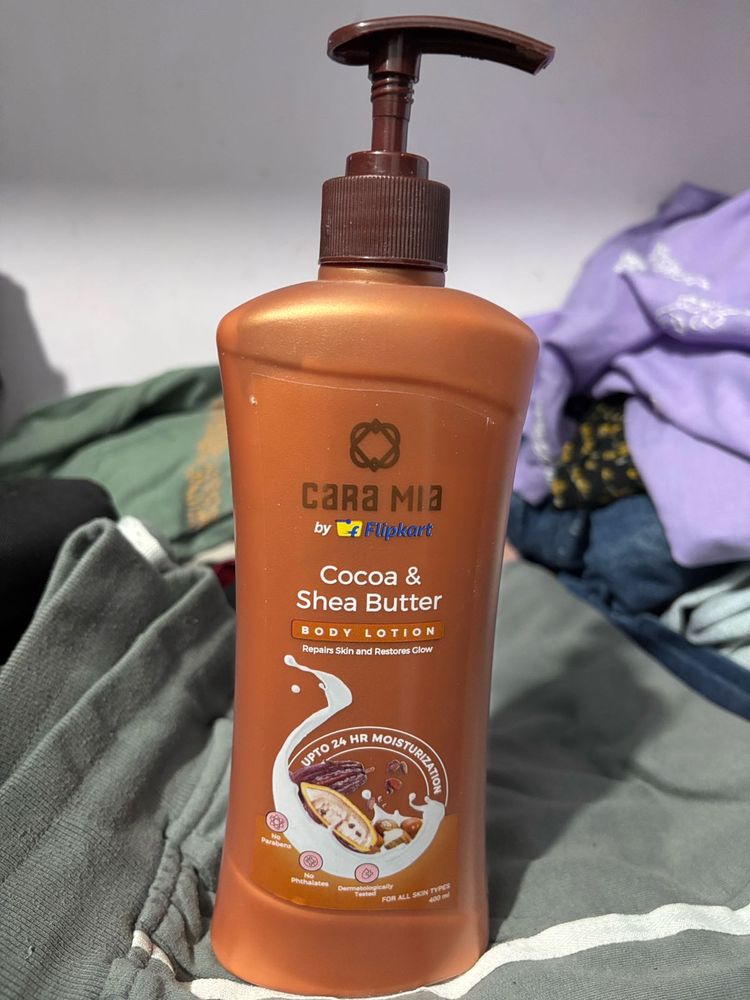 CARA MIA
by Flipkart
Cocoa &
Shea Butter
BODY LOTION
Repairs Skin and Restores Glow
UPTO 24 HR MOISTURIZATION
No
Parabens
No
Phthalates
Dermatologically
Tested
FOR ALL SKIN TYPES
400 ml